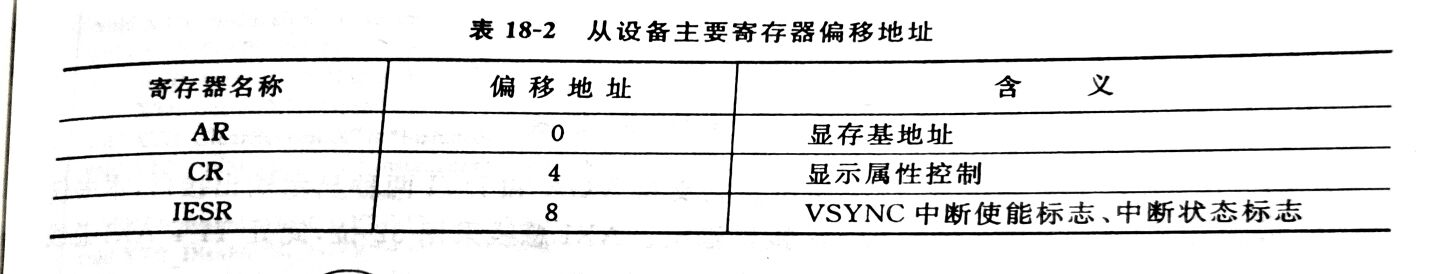 表 18-2 从设备主要寄存器偏移地址
寄存器名称 偏移地址 含 义
AR 0 显存基地址
CR 4 显示属性控制
IESR 8 VSYNC 中断使能标志、中断状态标志